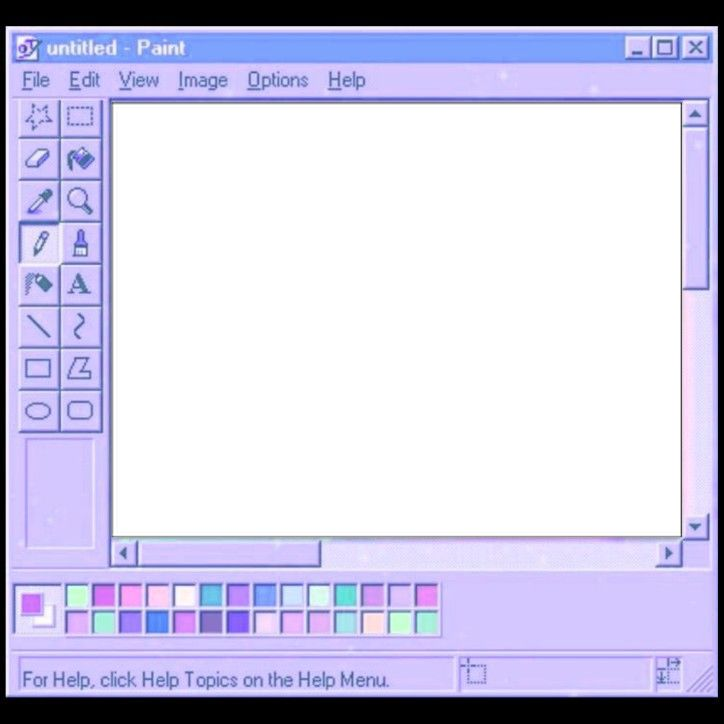 untitled - Paint
File Edit View Image Options Help
A
For Help, click Help Topics on the Help Menu.